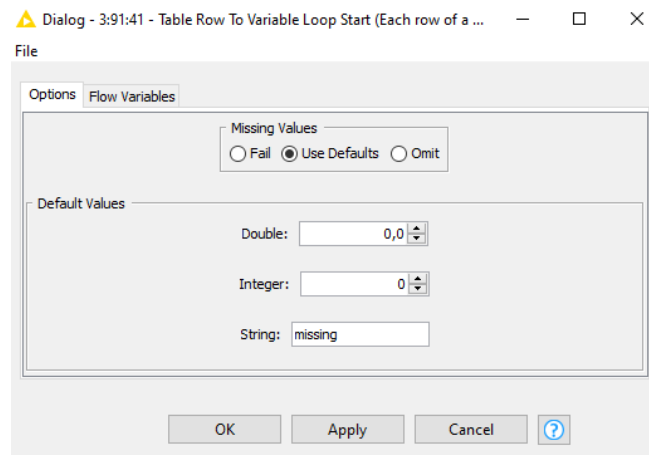 Dialog - 3:91:41 - Table Row To Variable Loop Start (Each row of a ...
File
Options Flow Variables
Missing Values
Fail Use Defaults Omit
Default Values
Double: 0,0
Integer: 0
String: missing
OK Apply Cancel ?